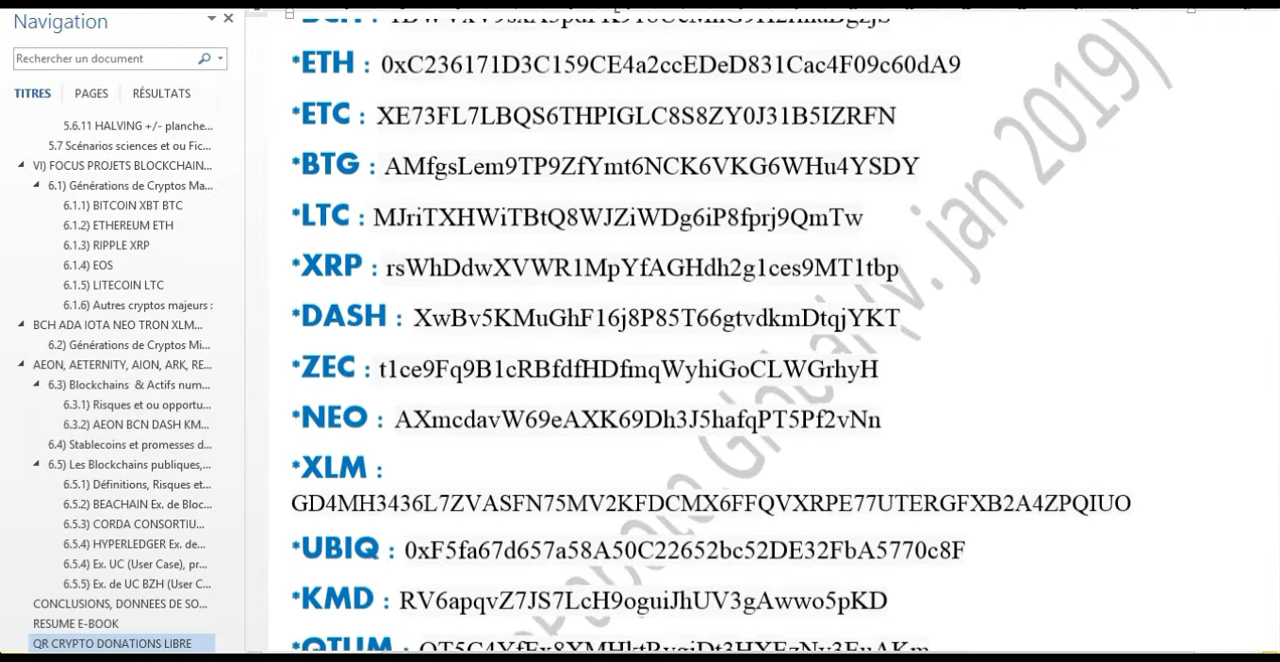 Navigation
Rechercher un document
TITRES PAGES RÉSULTATS
5.6.11 HALVING +/- planche...
5.7 Scénarios sciences et ou Fic...
VI) FOCUS PROJETS BLOCKCHAIN...
6.1) Générations de Cryptos Ma...
6.1.1) BITCOIN XBT BTC
6.1.2) ETHEREUM ETH
6.1.3) RIPPLE XRP
6.1.4) EOS
6.1.5) LITECOIN LTC
6.1.6) Autres cryptos majeurs :
BCH ADA IOTA NEO TRON XLM...
6.2) Générations de Cryptos Mi...
AEON, AETERNITY, AION, ARK, RE...
6.3) Blockchains & Actifs num...
6.3.1) Risques et ou opportu...
6.3.2) AEON BCN DASH KM...
6.4) Stablecoins et promesses d...
6.5) Les Blockchains publiques,...
6.5.1) Définitions, Risques et...
6.5.2) BEACHAIN Ex. de Bloc...
6.5.3) CORDA CONSORTIU...
6.5.4) HYPERLEDGER Ex. de...
6.5.4) Ex. UC (User Case), pr...
6.5.5) Ex. de UC BZH (User C...
CONCLUSIONS, DONNEES DE SO...
RESUME E-BOOK
QR CRYPTO DONATIONS LIBRE
*ETH : 0xC236171D3C159CE4a2ccEDeD831Cac4F09c60dA9
*ETC : XE73FL7LBQS6THPIGLC8S8ZY0J31B5IZRFN
*BTG : AMfgsLem9TP9ZfYmt6NCK6VKG6WHu4YSDY
*LTC : MJriTXHWiTBtQ8WJZiWDg6iP8fprj9QmTw
*XRP : rsWhDdwXVWR1MpYfAGHdh2g1ces9MT1tbp
*DASH : XwBv5KMuGhF16j8P85T66gtvdkmDtqjYKT
*ZEC : t1ce9Fq9B1cRBfdfHDfmqWyhiGoCLWGrhyH
*NEO : AXmcdavW69eAXK69Dh3J5hafqPT5Pf2vNn
*XLM :
GD4MH3436L7ZVASFN75MV2KFDCMX6FFQVXRPE77UTERGFXB2A4ZPQIUO
*UBIQ : 0xF5fa67d657a58A50C22652bc52DE32FbA5770c8F
*KMD : RV6apqvZ7JS7LcH9oguiJhUV3gAwwo5pKD
*QTUM :
(v. jan 2019)